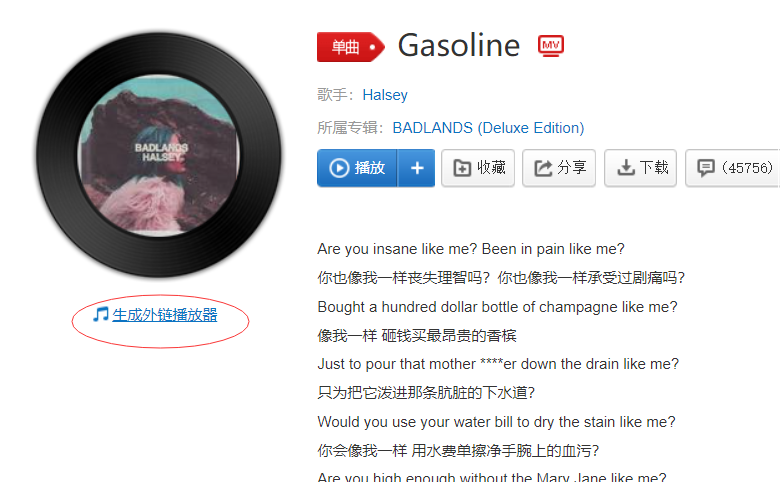 单曲 Gasoline MV
歌手：Halsey
所属专辑：BADLANDS (Deluxe Edition)
播放 + 收藏 分享 下载 (45756)
BADLANDS
HALSEY
生成外链播放器
Are you insane like me? Been in pain like me?
你也像我一样丧失理智吗？你也像我一样承受过剧痛吗？
Bought a hundred dollar bottle of champagne like me?
像我一样 砸钱买最昂贵的香槟
Just to pour that mother ****er down the drain like me?
只为把它泼进那条肮脏的下水道？
Would you use your water bill to dry the stain like me?
你会像我一样 用水费单擦净手腕上的血污？
Are you high enough without the Mary Jane like me?